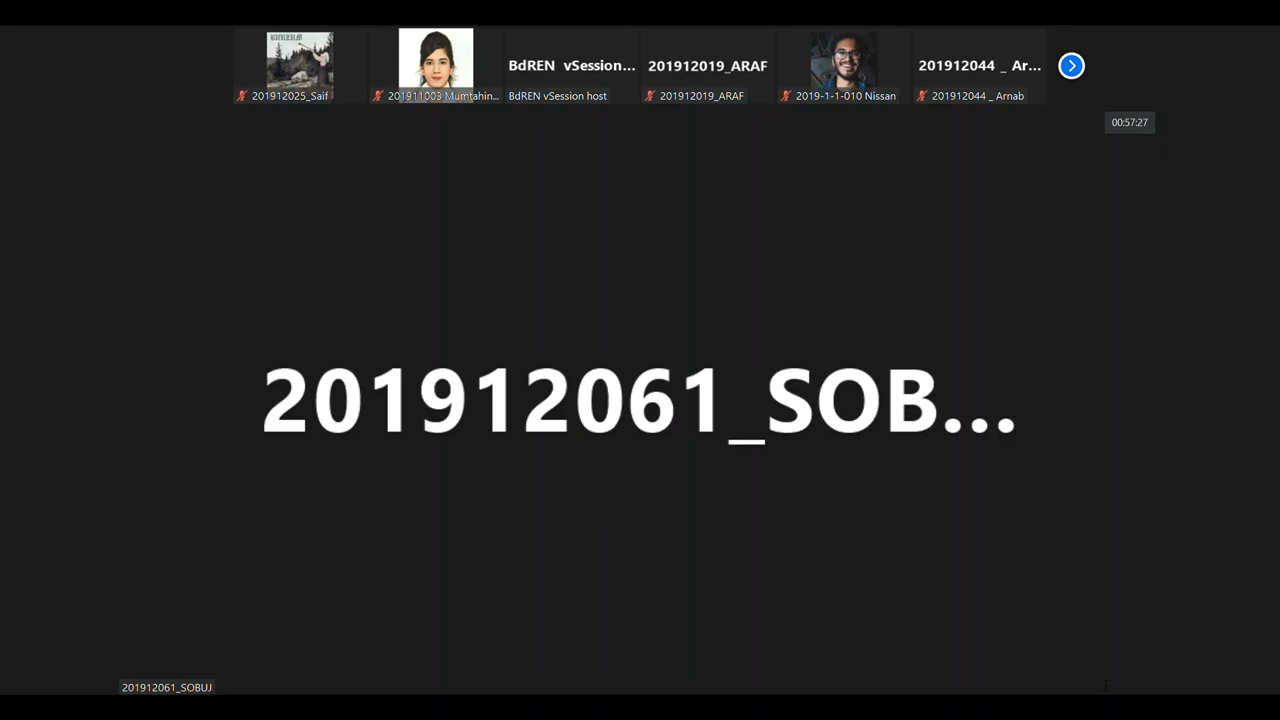 BdREN vSession...
201912019_ARAF
201912044 _ Ar...
201912025_Saif
201911003 Mumtahin...
BdREN vSession host
201912019_ARAF
2019-1-1-010 Nissan
201912044 _ Arnab
00:57:27
201912061_SOB...
201912061_SOBUJ